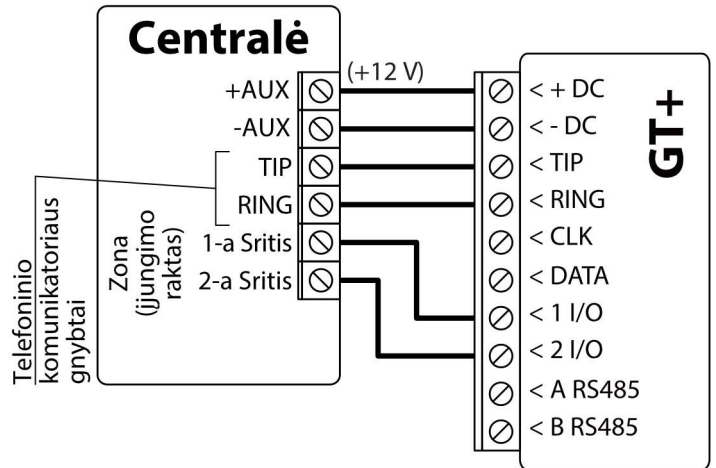 Centralė
(+12 V)
+AUX
-AUX
TIP
RING
1-a Sritis
2-a Sritis
Zona
(įjungimo
raktas)
Telefoninio
komunikatoriaus
gnybtai
GT+
< + DC
< - DC
< TIP
< RING
< CLK
< DATA
< 1 I/O
< 2 I/O
< A RS485
< B RS485